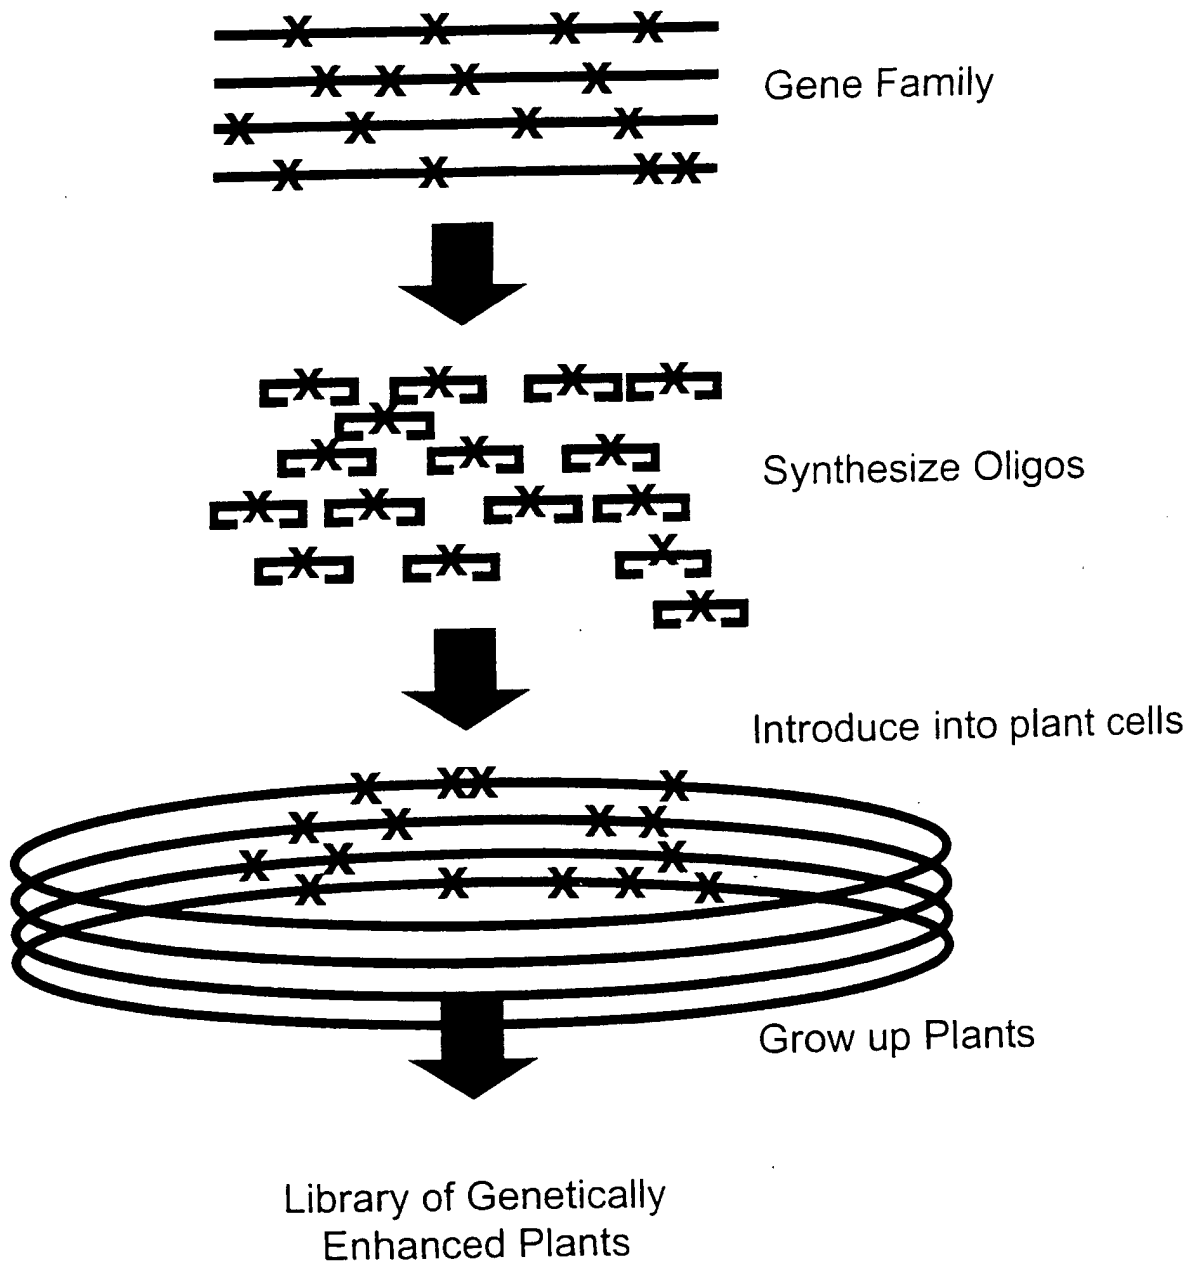 Gene Family
Synthesize Oligos
Introduce into plant cells
Grow up Plants
Library of Genetically
Enhanced Plants